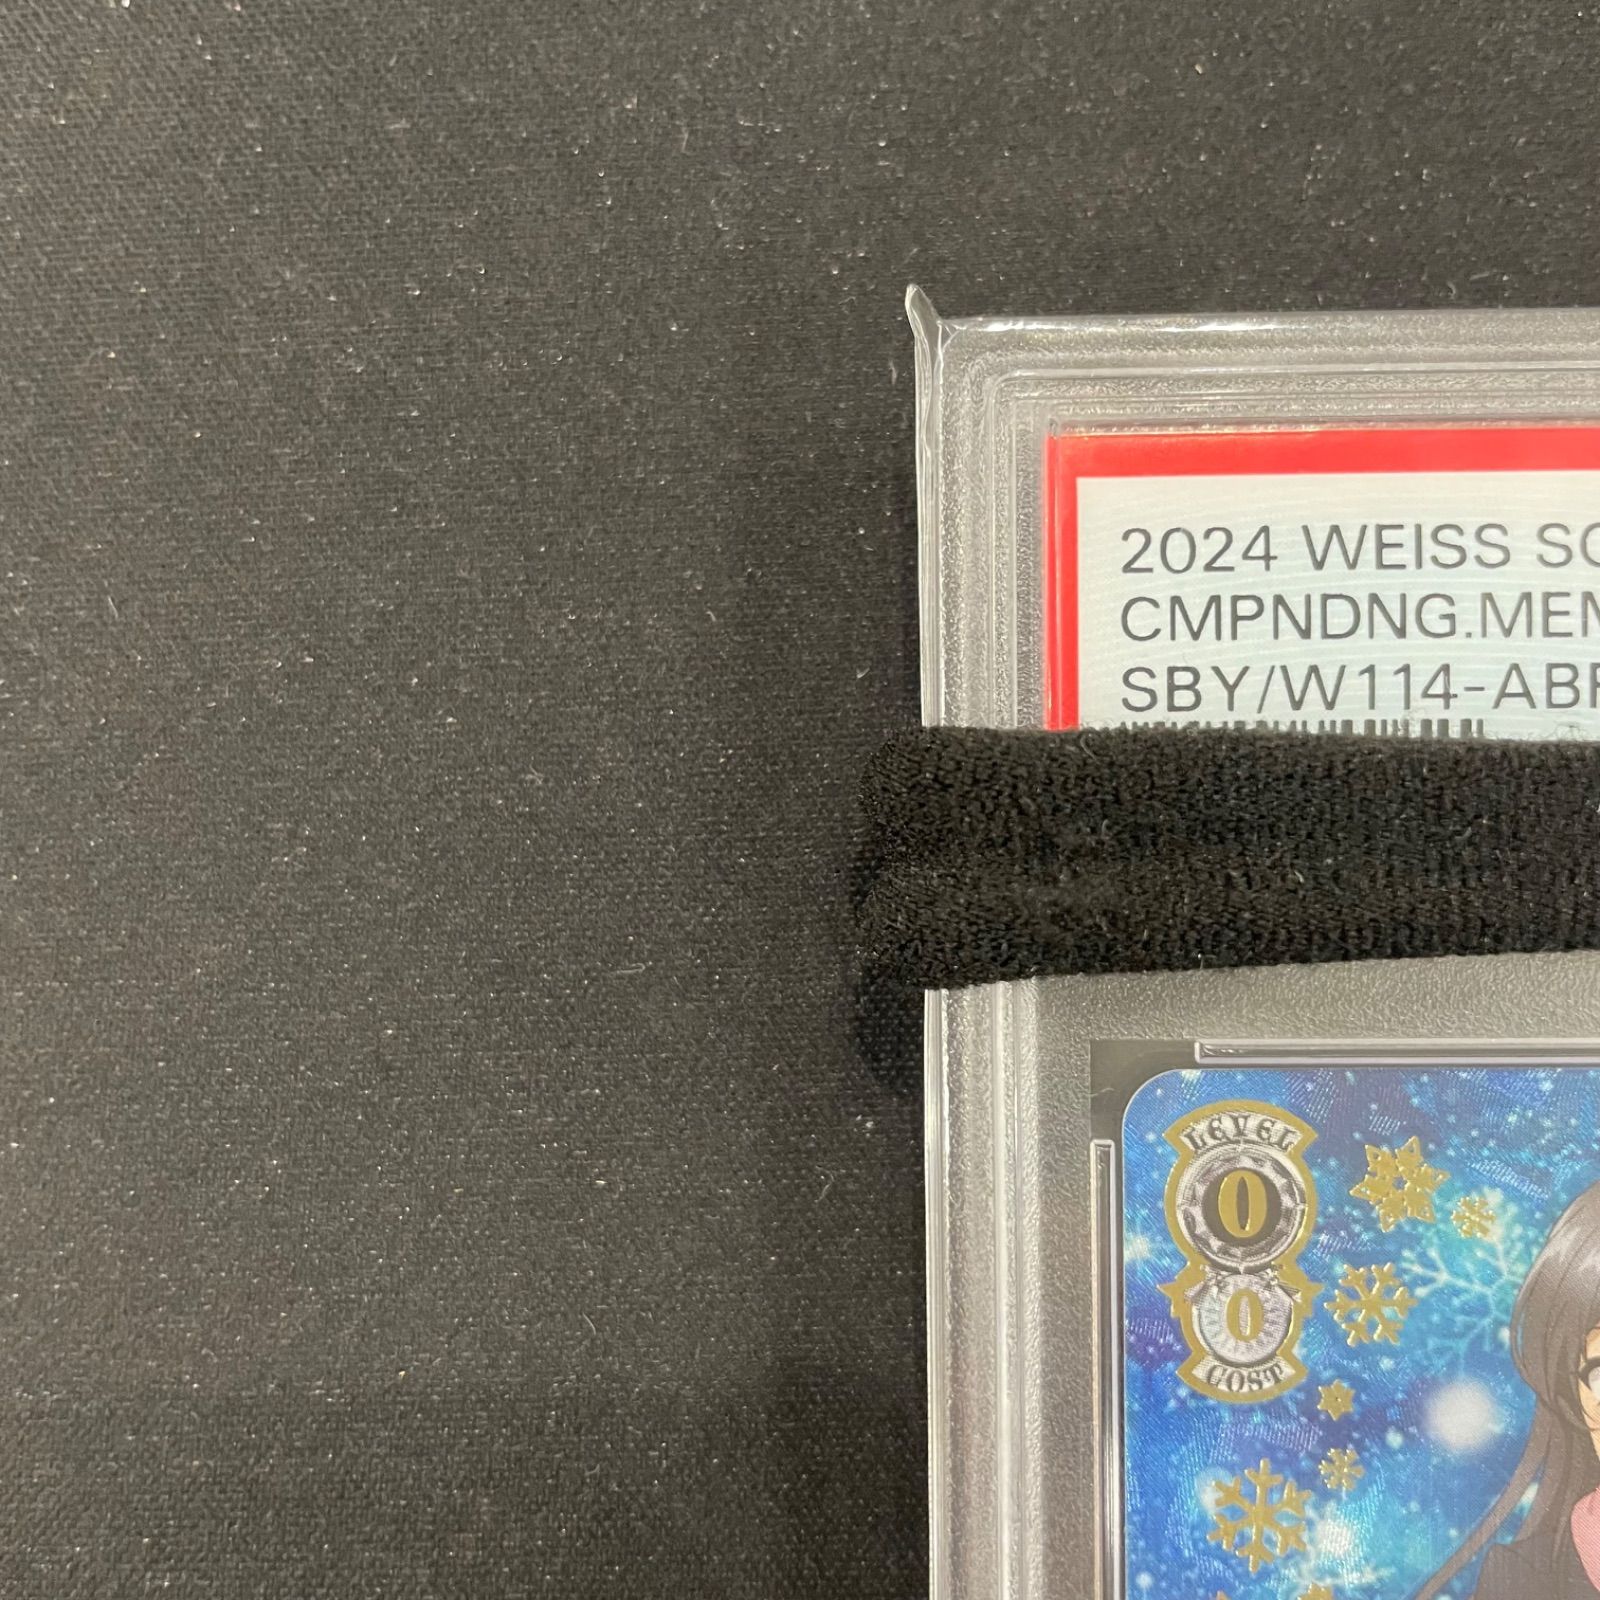 2024 WEISS SC
CMPNDNG.MEM
SBY/W114-ABR
LEVEL
0
0
COST